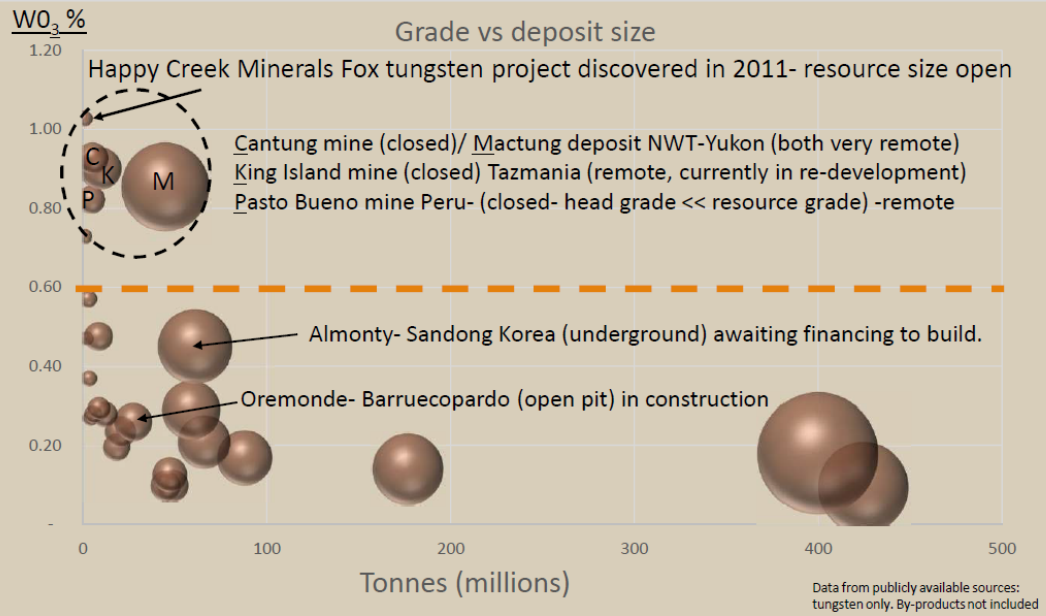 W0₃ %
Grade vs deposit size
1.20
Happy Creek Minerals Fox tungsten project discovered in 2011- resource size open
1.00
Cantung mine (closed)/ Mactung deposit NWT-Yukon (both very remote)
C
K
M
King Island mine (closed) Tazmania (remote, currently in re-development)
P
Pasto Bueno mine Peru- (closed- head grade << resource grade) -remote
0.80
0.60
Almonty- Sandong Korea (underground) awaiting financing to build.
0.40
Oremonde- Barruecopardo (open pit) in construction
0.20
-
0 100 200 300 400 500
Tonnes (millions)
Data from publicly available sources:
tungsten only. By-products not included